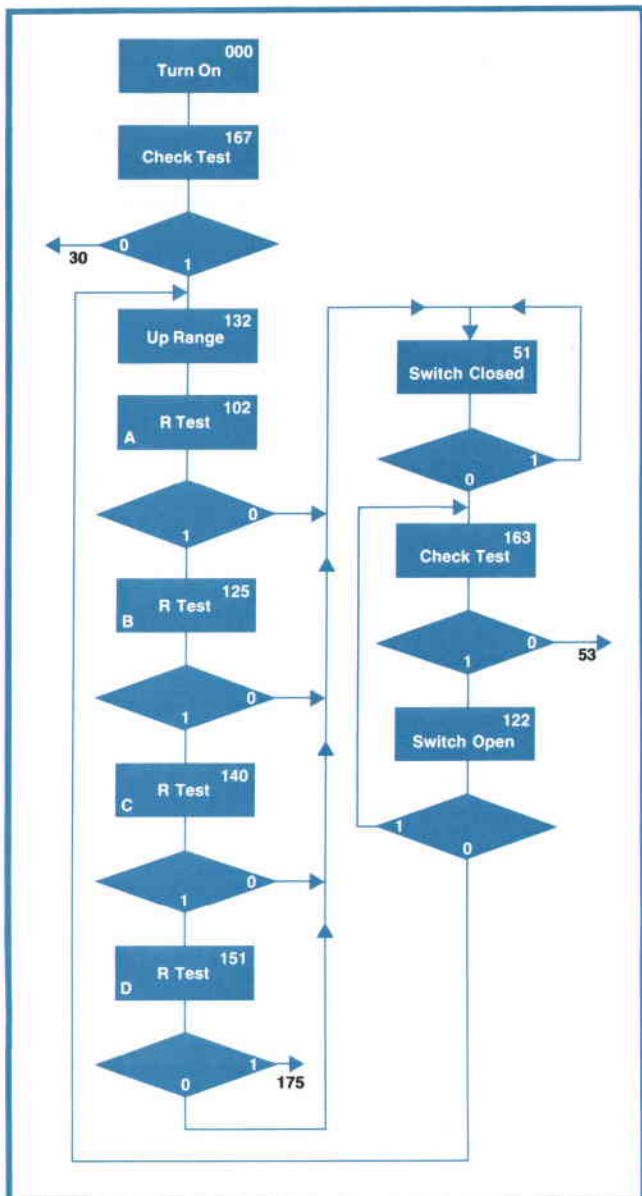 000
Turn On
167
Check Test
0
1
30
132
Up Range
102
R Test
A
0
1
125
R Test
B
0
1
140
R Test
C
0
1
151
R Test
D
1
0
175
51
Switch Closed
1
0
163
Check Test
0
1
53
122
Switch Open
1
0